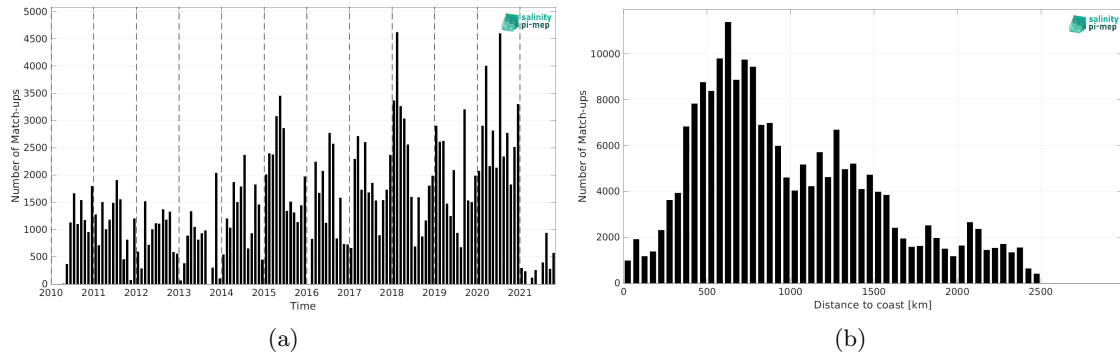 5000
4500
4000
3500
3000
2500
2000
1500
1000
500
0
Number of Match-ups
2010 2011 2012 2013 2014 2015 2016 2017 2018 2019 2020 2021
Time
salinity
pi-mep
(a)
10000
8000
6000
4000
2000
0
Number of Match-ups
0 500 1000 1500 2000 2500
Distance to coast [km]
salinity
pi-mep
(b)